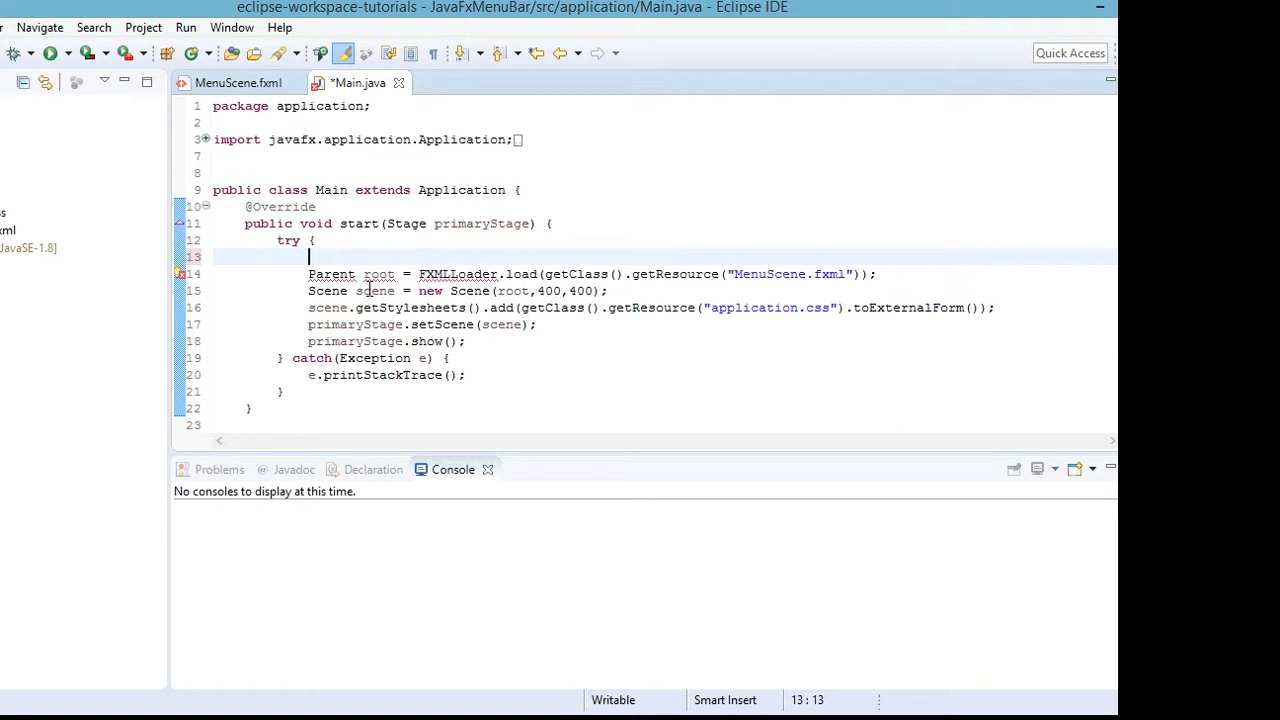 eclipse-workspace-tutorials - JavaFxMenuBar/src/application/Main.java - Eclipse IDE
Navigate Search Project Run Window Help
Quick Access
MenuScene.fxml *Main.java
1 package application;
2
3 import javafx.application.Application;
7
8
9 public class Main extends Application {
10 @Override
11 public void start(Stage primaryStage) {
12 try {
13
14 Parent root = FXMLLoader.load(getClass().getResource("MenuScene.fxml"));
15 Scene scene = new Scene(root,400,400);
16 scene.getStylesheets().add(getClass().getResource("application.css").toExternalForm());
17 primaryStage.setScene(scene);
18 primaryStage.show();
19 } catch(Exception e) {
20 e.printStackTrace();
21 }
22 }
23
JavaSE-1.8]
Problems Javadoc Declaration Console
No consoles to display at this time.
Writable Smart Insert 13 : 13